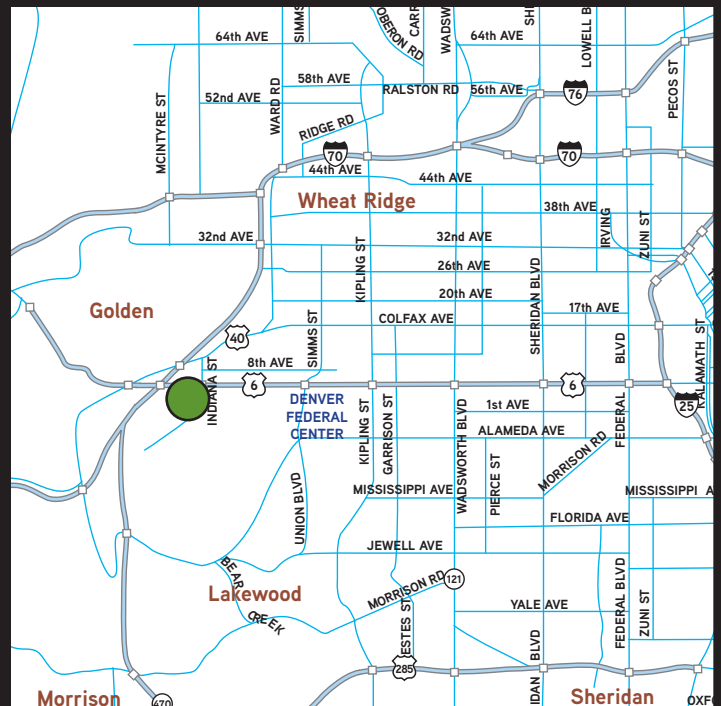 SIMMS
OBERON RD
CARR
WADSW
SHE
LOWELL B
64th AVE
64th AVE
58th AVE
RALSTON RD
56th AVE
76
52nd AVE
WARD RD
PECOS ST
MCINTYRE ST
RIDGE RD
70
70
44th AVE
44th AVE
Wheat Ridge
38th AVE
IRVING
ZUNI ST
32nd AVE
32nd AVE
KIPLING ST
26th AVE
SHERIDAN BLVD
20th AVE
17th AVE
Golden
COLFAX AVE
SIMMS ST
40
BLVD
KALAMATH ST
8th AVE
INDIANA ST
6
6
DENVER
FEDERAL
CENTER
25
1st AVE
FEDERAL
KIPLING ST
GARRISON ST
WADSWORTH BLVD
ALAMEDA AVE
PIERCE ST
MORRISON RD
MISSISSIPPI AVE
MISSISSIPPI A
UNION BLVD
FLORIDA AVE
JEWELL AVE
BEAR
CREEK
Lakewood
MORRISON RD
121
ESTES ST
YALE AVE
FEDERAL BLVD
ZUNI ST
BLVD
285
IDAN
Morrison
470
Sheridan
OXFO